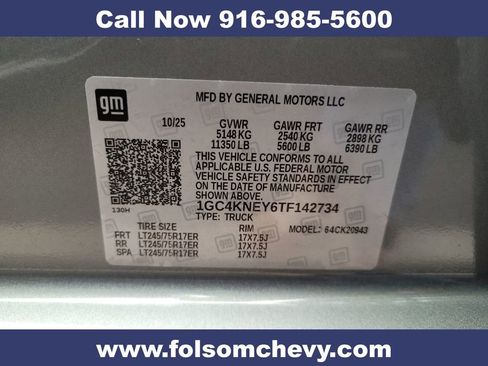 Call Now 916-985-5600
gm
MFD BY GENERAL MOTORS LLC
10/25 GVWR GAWR FRT GAWR RR
5148 KG 2540 KG 2898 KG
11350 LB 5600 LB 6390 LB
THIS VEHICLE CONFORMS TO ALL
APPLICABLE U.S. FEDERAL MOTOR
VEHICLE SAFETY STANDARDS IN
EFFECT ON THE DATE OF
MANUFACTURE SHOWN ABOVE.
1GC4KNEY6TF142734
130H TYPE: TRUCK MODEL: 64CK20943
TIRE SIZE RIM
FRT LT245/75R17ER 17X7.5J
RR LT245/75R17ER 17X7.5J
SPA LT245/75R17ER 17X7.5J
www.folsomchevy.com